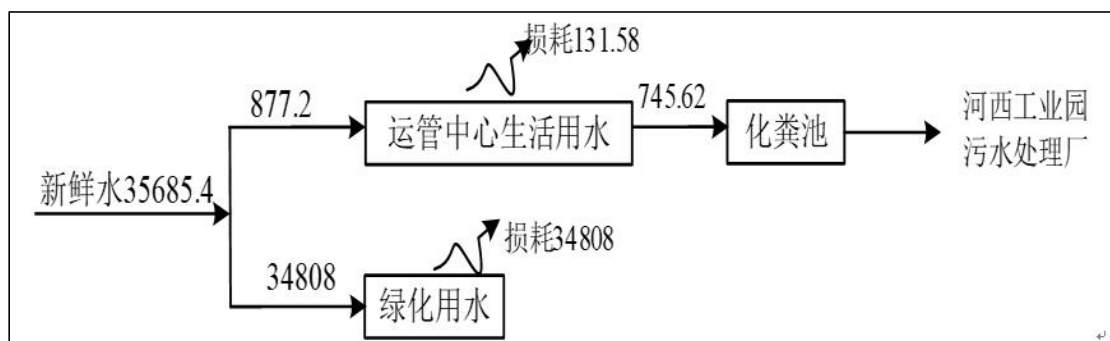 损耗131.58
877.2
745.62
运管中心生活用水
化粪池
河西工业园
污水处理厂
新鲜水35685.4
损耗34808
34808
绿化用水